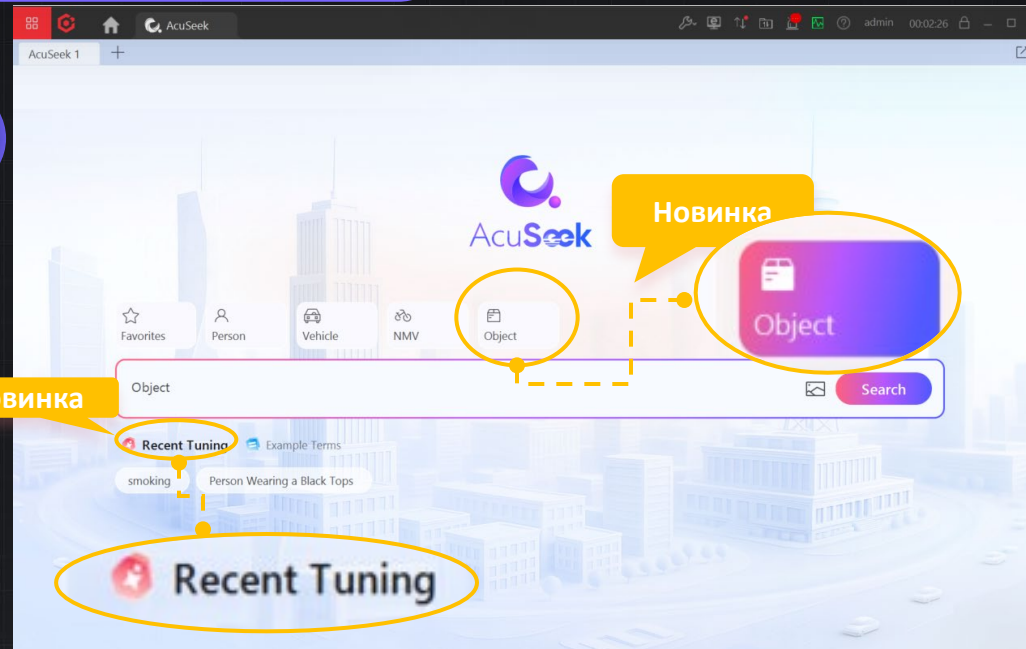 AcuSeek
admin 00:02:26
AcuSeek 1
AcuSeek
Новинка
Object
Favorites Person Vehicle NMV Object
Object Search
овинка
Recent Tuning Example Terms
smoking Person Wearing a Black Tops
Recent Tuning